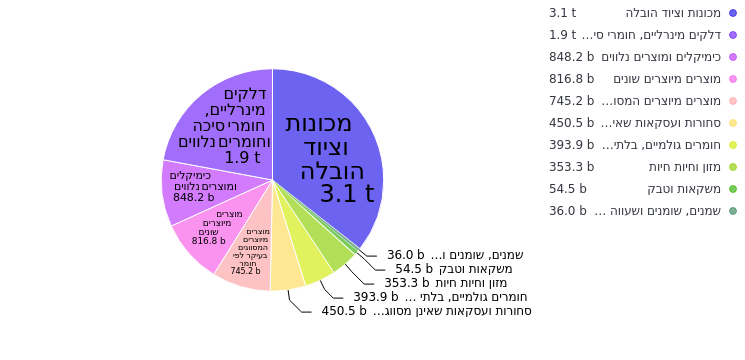 מכונות וציוד הובלה 3.1 t
דלקים מינרליים, חומרי סי... 1.9 t
כימיקלים ומוצרים נלווים 848.2 b
מוצרים מיוצרים שונים 816.8 b
מוצרים מיוצרים המסו... 745.2 b
סחורות ועסקאות שאי... 450.5 b
חומרים גולמיים, בלתי... 393.9 b
מזון וחיות חיות 353.3 b
משקאות וטבק 54.5 b
שמנים, שומנים ושעווה ... 36.0 b
מכונות
וציוד
הובלה
3.1 t
דלקים
מינרליים,
חומרי סיכה
וחומרים נלווים
1.9 t
כימיקלים
ומוצרים נלווים
848.2 b
מוצרים
מיוצרים
שונים
816.8 b
מוצרים
מיוצרים
המסווגים
בעיקר לפי
חומר
745.2 b
שמנים, שומנים ו... 36.0 b
משקאות וטבק 54.5 b
מזון וחיות חיות 353.3 b
חומרים גולמיים, בלתי ... 393.9 b
סחורות ועסקאות שאינן מסווג... 450.5 b